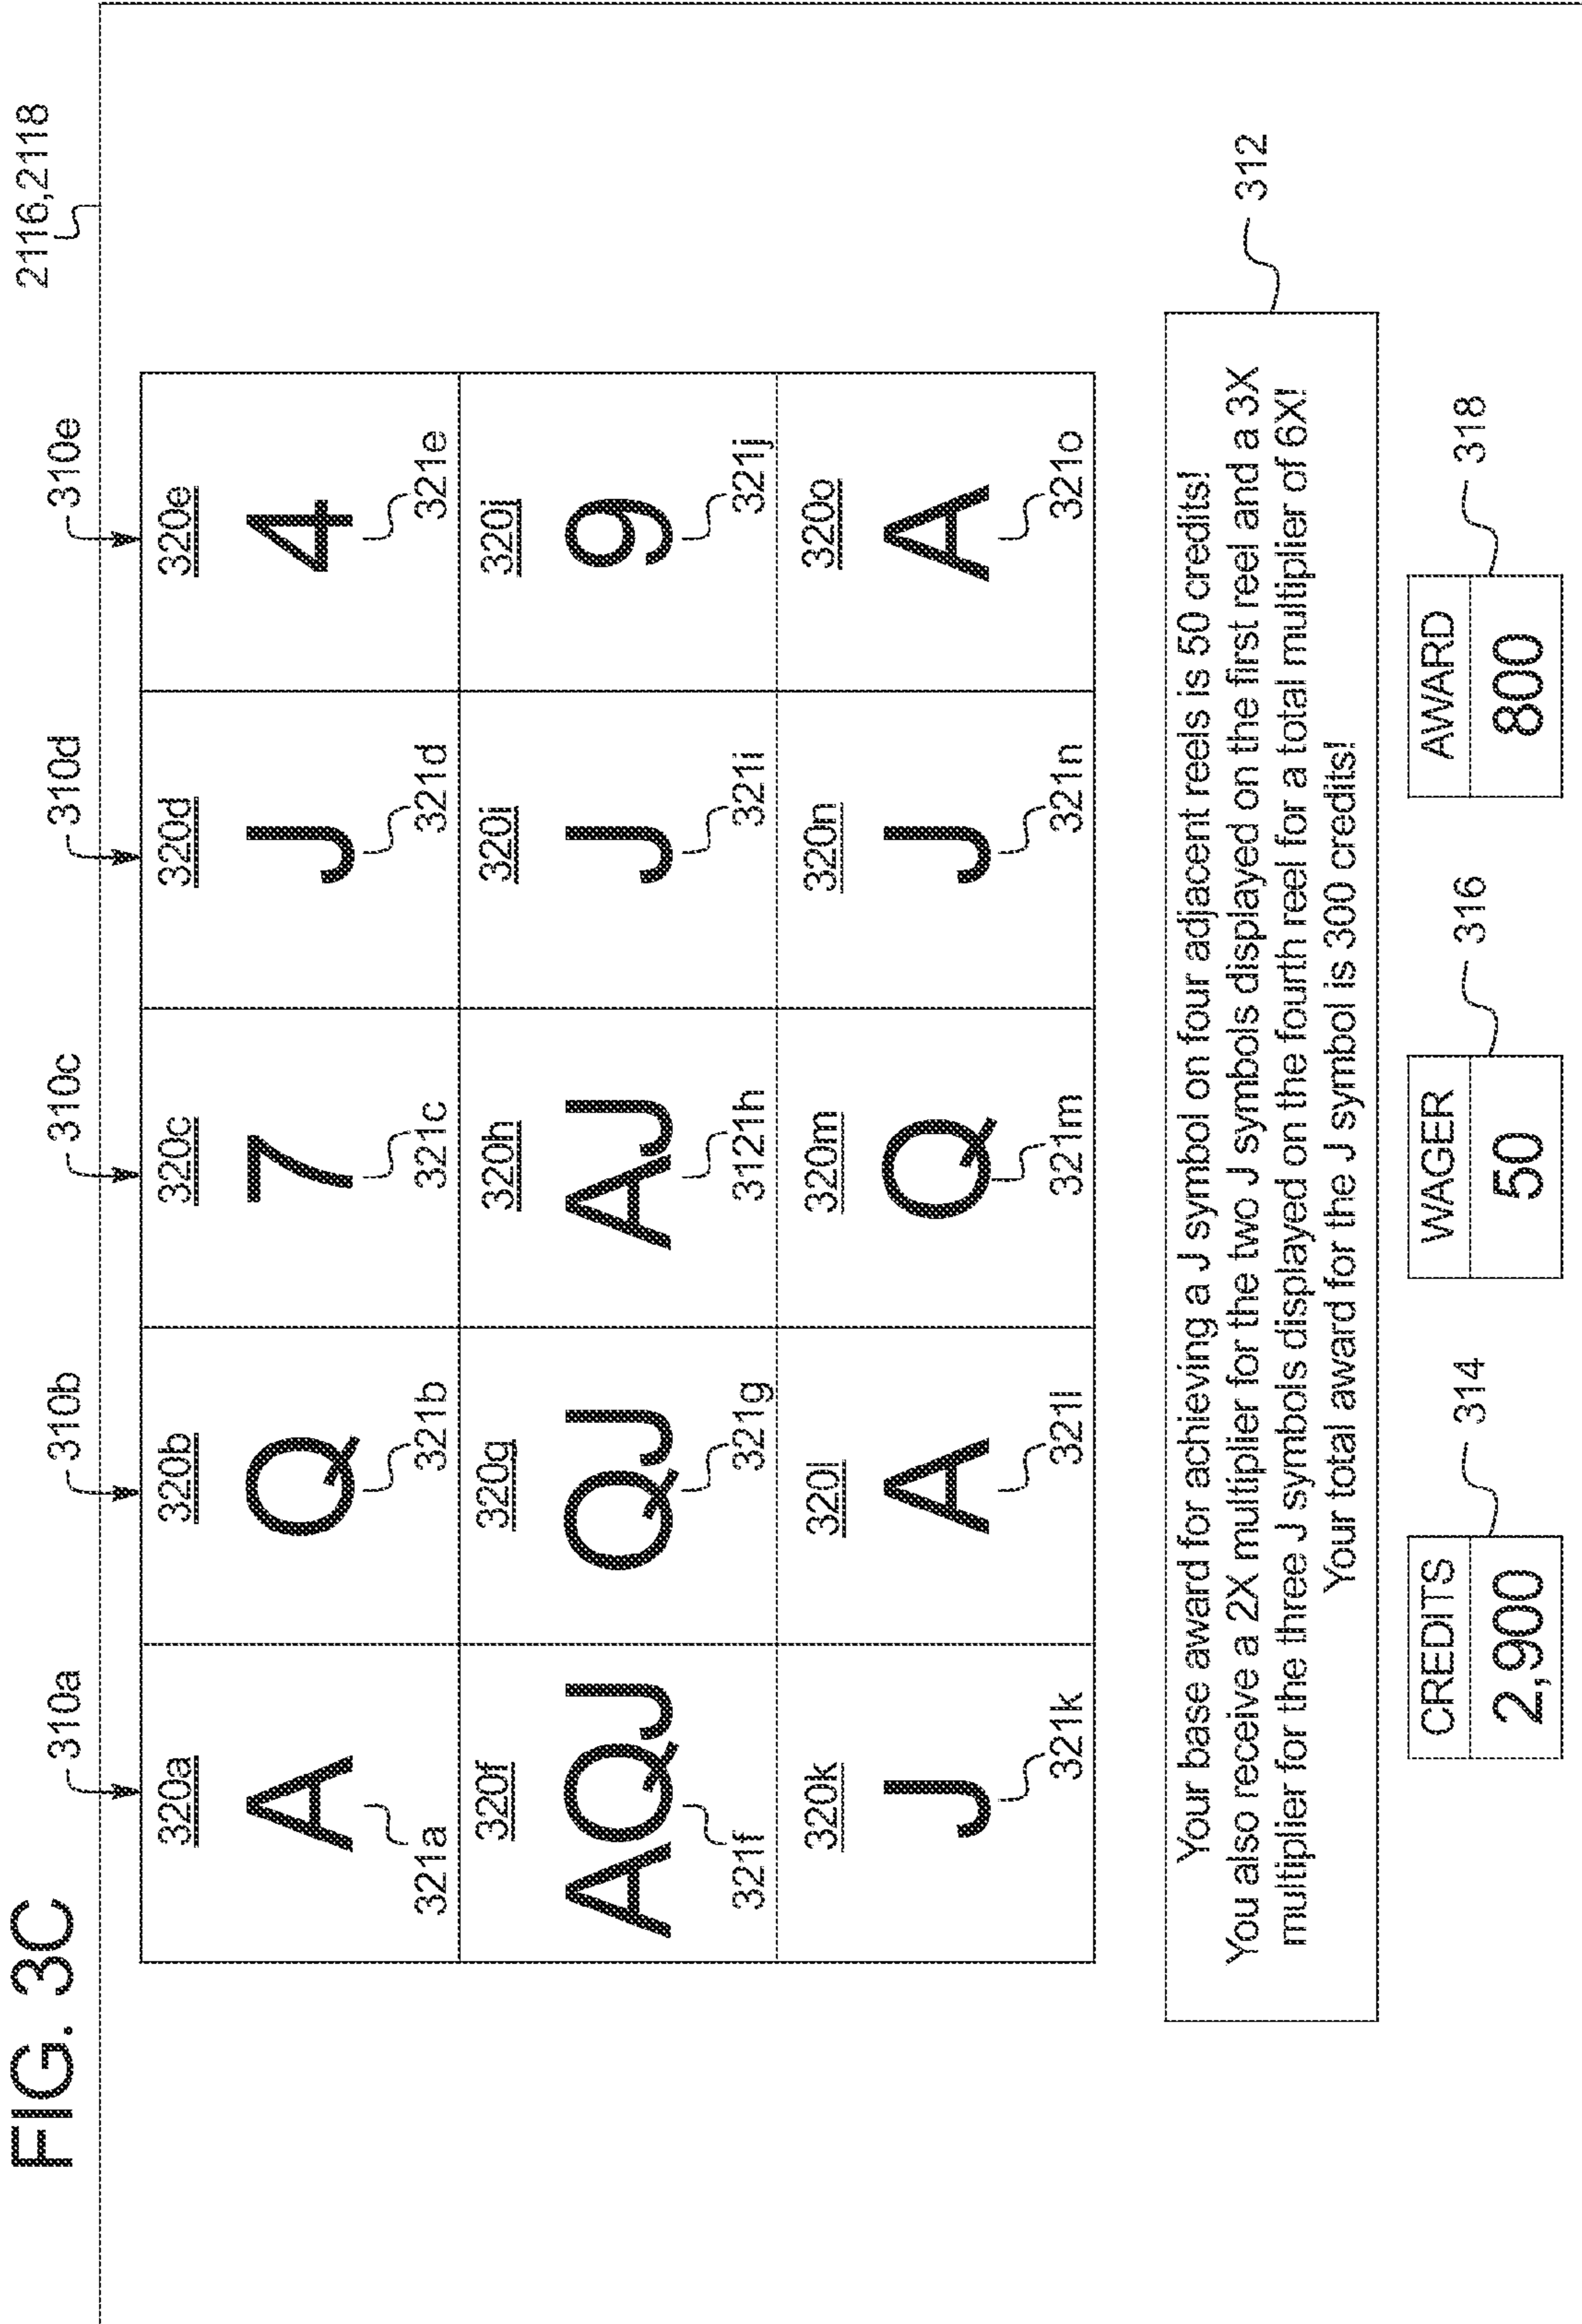 FIG. 3C
2116,2118
310a 310b 310c 310d 310e
320a 320b 320c 320d 320e
A Q 7 J 4
321a 321b 321c 321d 321e
320f 320g 320h 320i 320j
AQJ QJ AJ J 9
321f 321g 3121h 321i 321j
320k 320l 320m 320n 320o
J A Q J A
321k 321l 321m 321n 321o
Your base award for achieving a J symbol on four adjacent reels is 50 credits!
You also receive a 2X multiplier for the two J symbols displayed on the first reel and a 3X
multiplier for the three J symbols displayed on the fourth reel for a total multiplier of 6X!
Your total award for the J symbol is 300 credits!
312
CREDITS 314 WAGER 316 AWARD 318
2,900 50 800